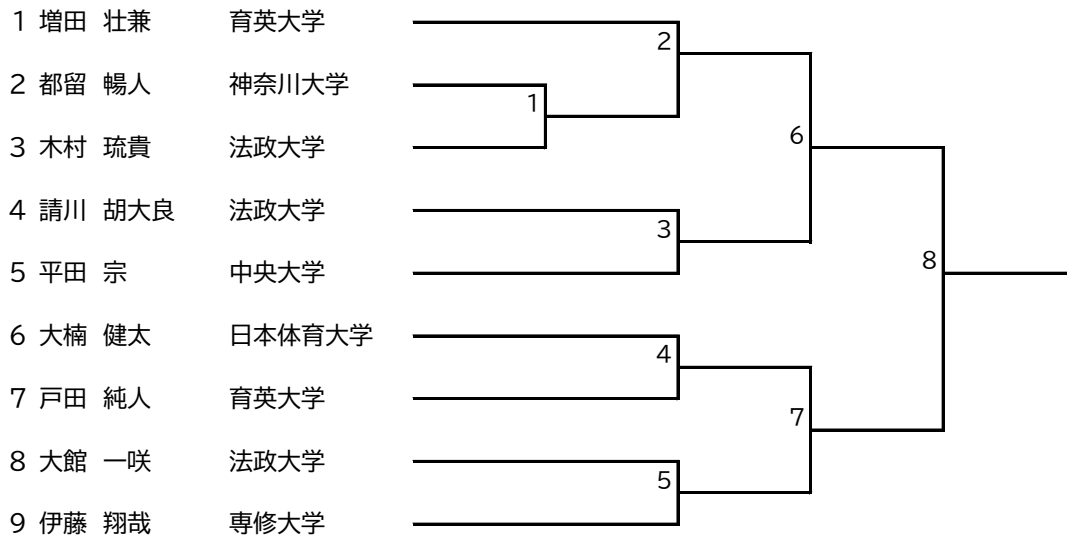 1 増田 壮兼 育英大学
2
2 都留 暢人 神奈川大学
1
3 木村 琉貴 法政大学
6
4 請川 胡大良 法政大学
3
5 平田 宗 中央大学
8
6 大楠 健太 日本体育大学
4
7 戸田 純人 育英大学
7
8 大館 一咲 法政大学
5
9 伊藤 翔哉 専修大学